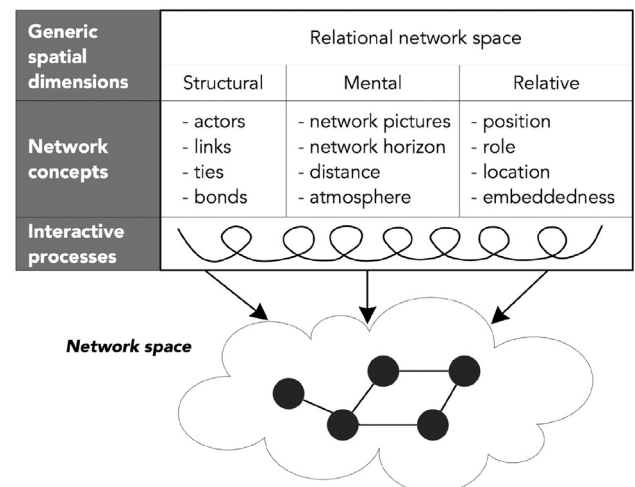 Generic
spatial
dimensions
Relational network space
Structural
Mental
Relative
Network
concepts
- actors
- links
- ties
- bonds
- network pictures
- network horizon
- distance
- atmosphere
- position
- role
- location
- embeddedness
Interactive
processes
Network space